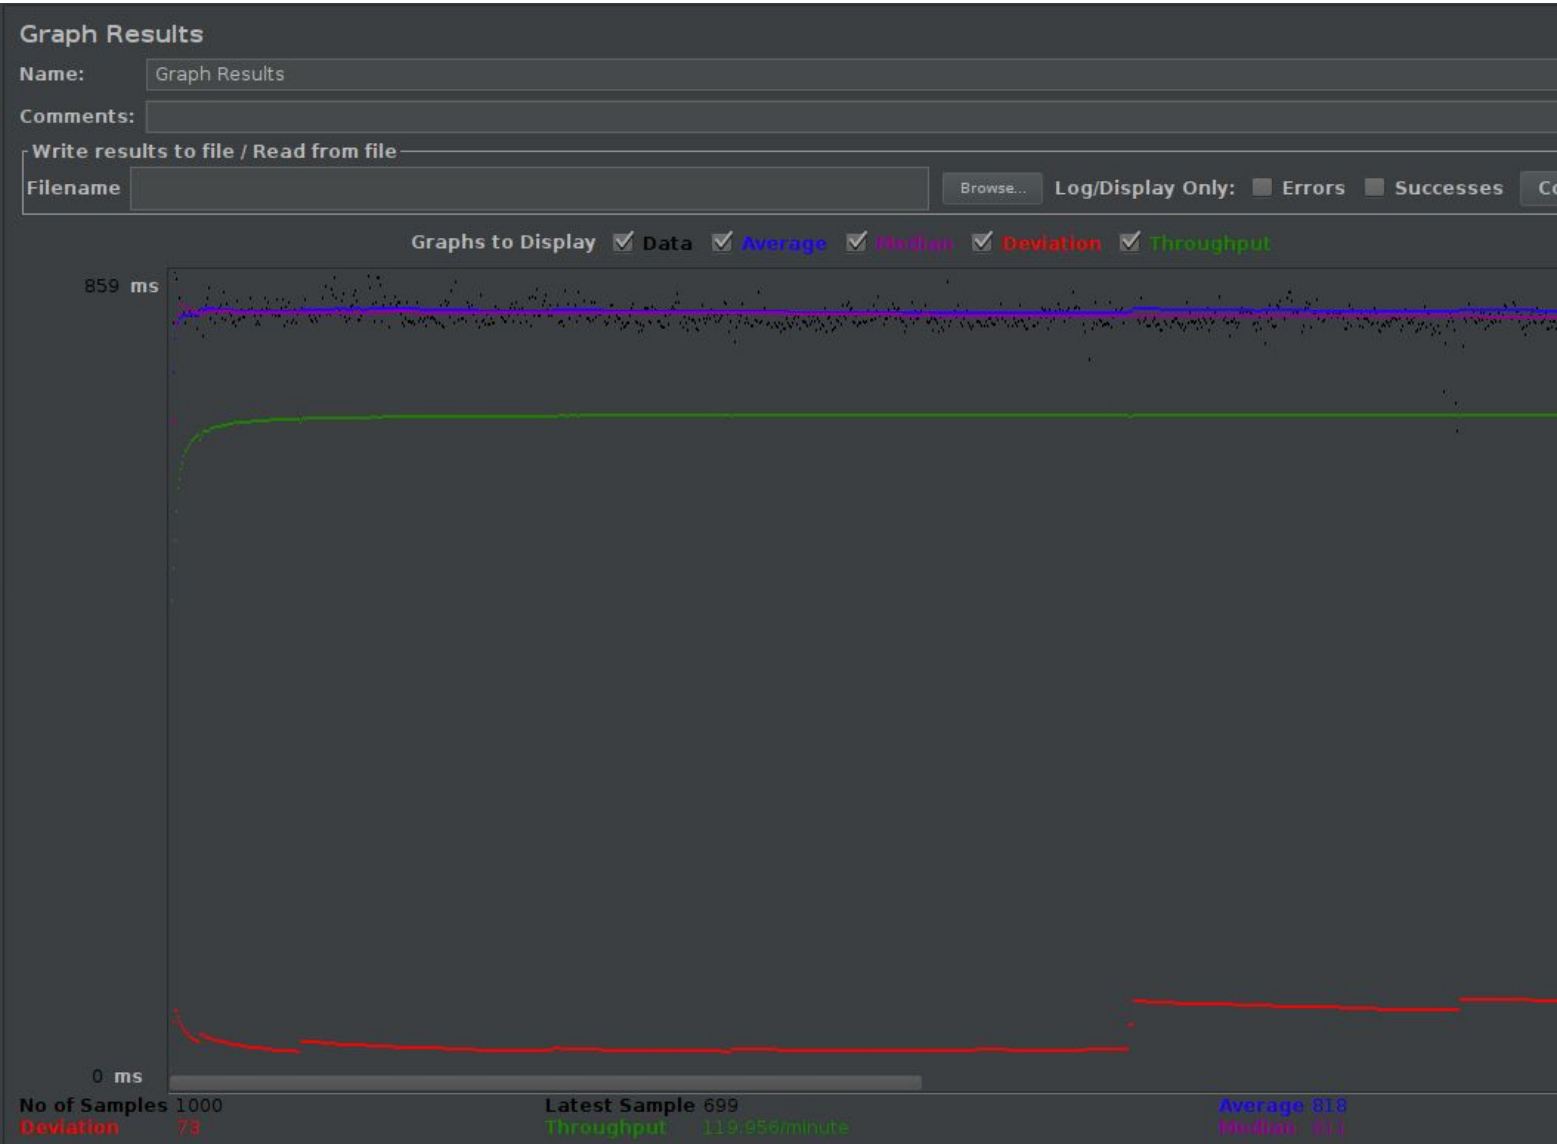 Graph Results
Name: Graph Results
Comments:
Write results to file / Read from file
Filename Browse... Log/Display Only: Errors Successes
Graphs to Display Data Average Median Deviation Throughput
859 ms
0 ms
No of Samples 1000 Latest Sample 699 Average 818
Deviation 73 Throughput 119.956/minute Median